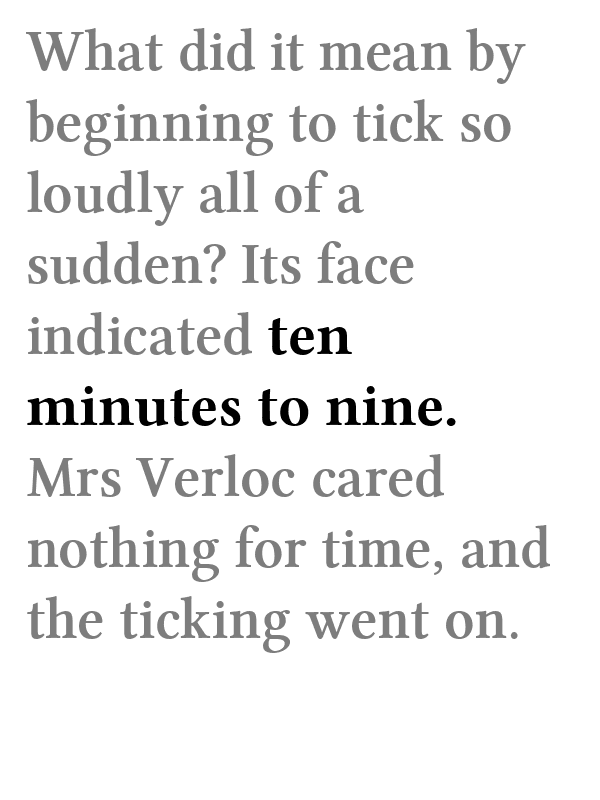 What did it mean by
beginning to tick so
loudly all of a
sudden? Its face
indicated ten
minutes to nine.
Mrs Verloc cared
nothing for time, and
the ticking went on.